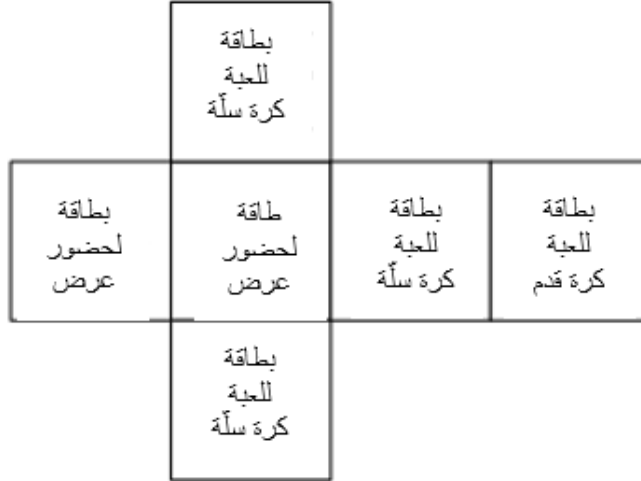 بطاقة
للعبة
كرة سلّة
بطاقة
لحضور
عرض
طاقة
لحضور
عرض
بطاقة
للعبة
كرة سلّة
بطاقة
للعبة
كرة قدم
بطاقة
للعبة
كرة سلّة